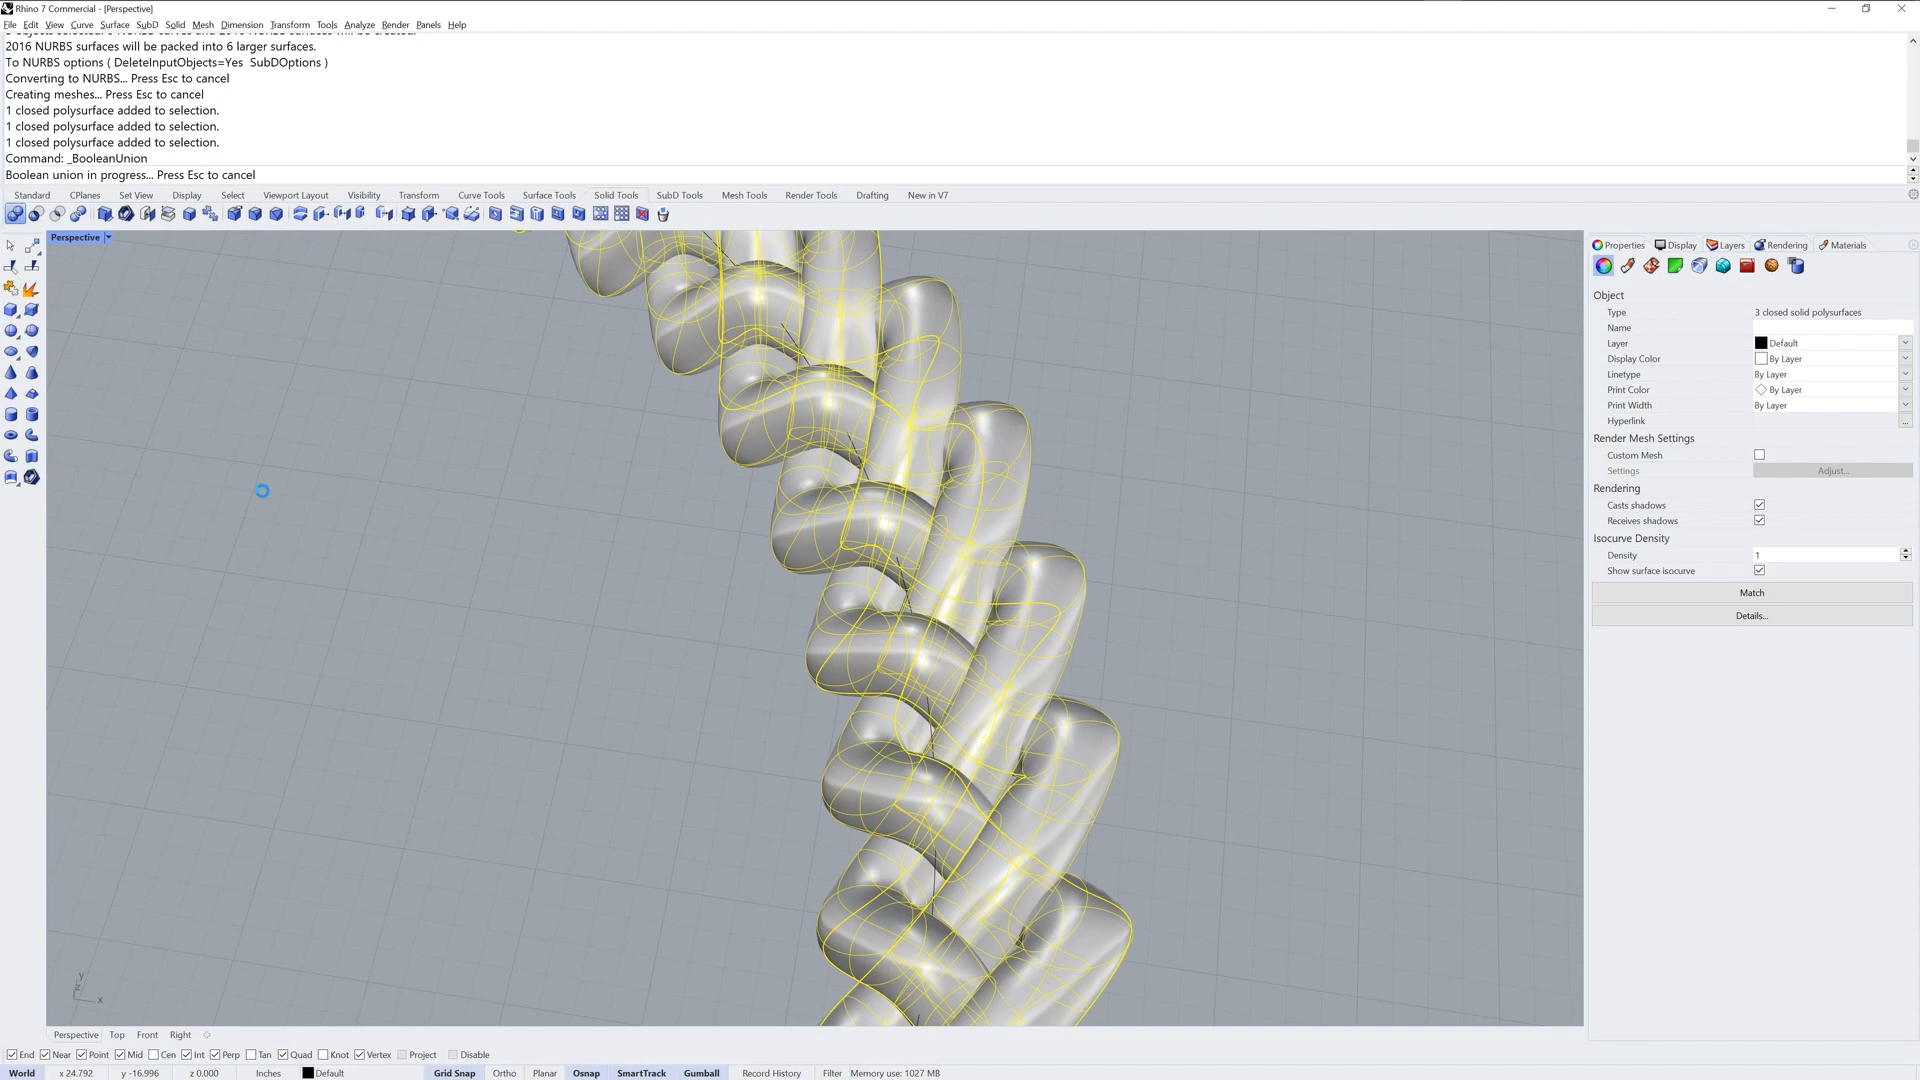 Rhino 7 Commercial - [Perspective]
File Edit View Curve Surface SubD Solid Mesh Dimension Transform Tools Analyze Render Panels Help
2016 NURBS surfaces will be packed into 6 larger surfaces.
To NURBS options ( DeleteInputObjects=Yes SubDOptions )
Converting to NURBS... Press Esc to cancel
Creating meshes... Press Esc to cancel
1 closed polysurface added to selection.
1 closed polysurface added to selection.
1 closed polysurface added to selection.
Command: _BooleanUnion
Boolean union in progress... Press Esc to cancel
Standard CPlanes Set View Display Select Viewport Layout Visibility Transform Curve Tools Surface Tools Solid Tools SubD Tools Mesh Tools Render Tools Drafting New in V7
Perspective
Properties Display Layers Rendering Materials
Object
Type 3 closed solid polysurfaces
Name
Layer Default
Display Color By Layer
Linetype By Layer
Print Color By Layer
Print Width By Layer
Hyperlink ...
Render Mesh Settings
Custom Mesh
Settings Adjust...
Rendering
Casts shadows
Receives shadows
Isocurve Density
Density 1
Show surface isocurve
Match
Details...
y
z
x
Perspective Top Front Right
End Near Point Mid Cen Int Perp Tan Quad Knot Vertex Project Disable
World x 24.792 y -16.996 z 0.000 Inches Default Grid Snap Ortho Planar Osnap SmartTrack Gumball Record History Filter Memory use: 1027 MB